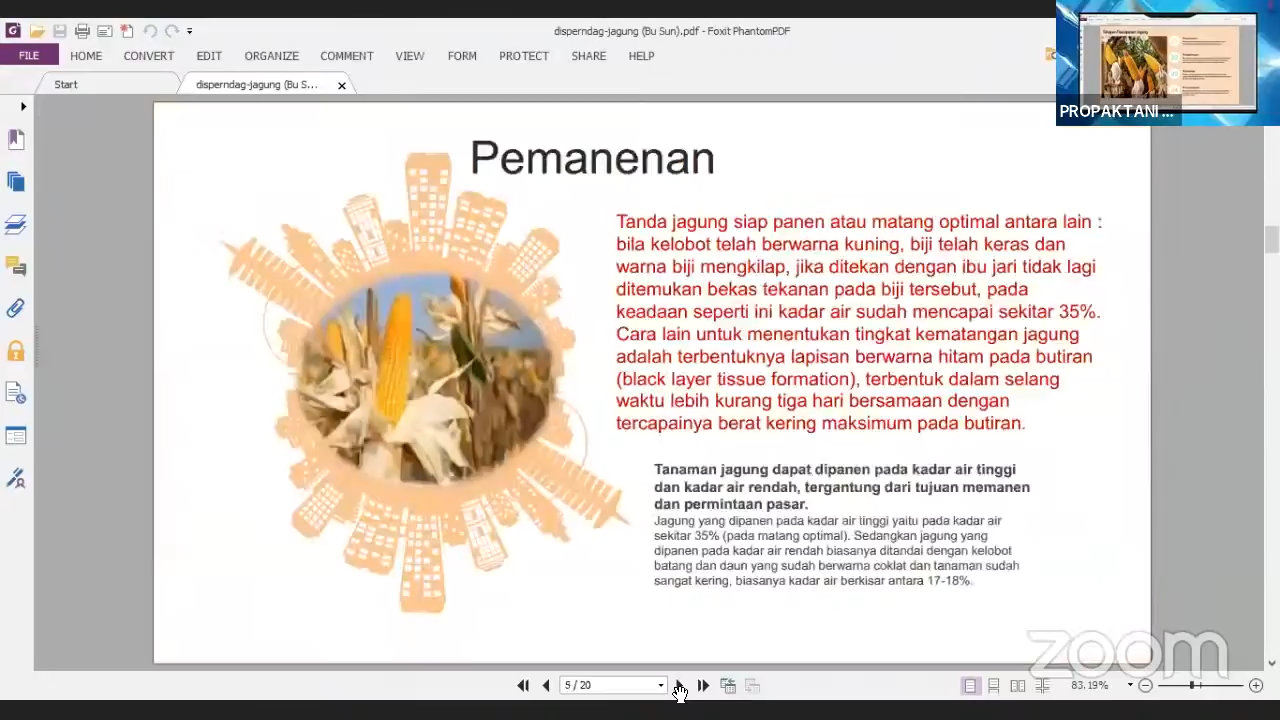 disperndag-jagung (Bu Sun).pdf - Foxit PhantomPDF
FILE HOME CONVERT EDIT ORGANIZE COMMENT VIEW FORM PROTECT SHARE HELP
Start disperndag-jagung (Bu S...
PROPAKTANI ...
Pemanenan
Tanda jagung siap panen atau matang optimal antara lain :
bila kelobot telah berwarna kuning, biji telah keras dan
warna biji mengkilap, jika ditekan dengan ibu jari tidak lagi
ditemukan bekas tekanan pada biji tersebut, pada
keadaan seperti ini kadar air sudah mencapai sekitar 35%.
Cara lain untuk menentukan tingkat kematangan jagung
adalah terbentuknya lapisan berwarna hitam pada butiran
(black layer tissue formation), terbentuk dalam selang
waktu lebih kurang tiga hari bersamaan dengan
tercapainya berat kering maksimum pada butiran.
Tanaman jagung dapat dipanen pada kadar air tinggi
dan kadar air rendah, tergantung dari tujuan memanen
dan permintaan pasar.
Jagung yang dipanen pada kadar air tinggi yaitu pada kadar air
sekitar 35% (pada matang optimal). Sedangkan jagung yang
dipanen pada kadar air rendah biasanya ditandai dengan kelobot
batang dan daun yang sudah berwarna coklat dan tanaman sudah
sangat kering, biasanya kadar air berkisar antara 17-18%.
zoom
5 / 20
83.19%